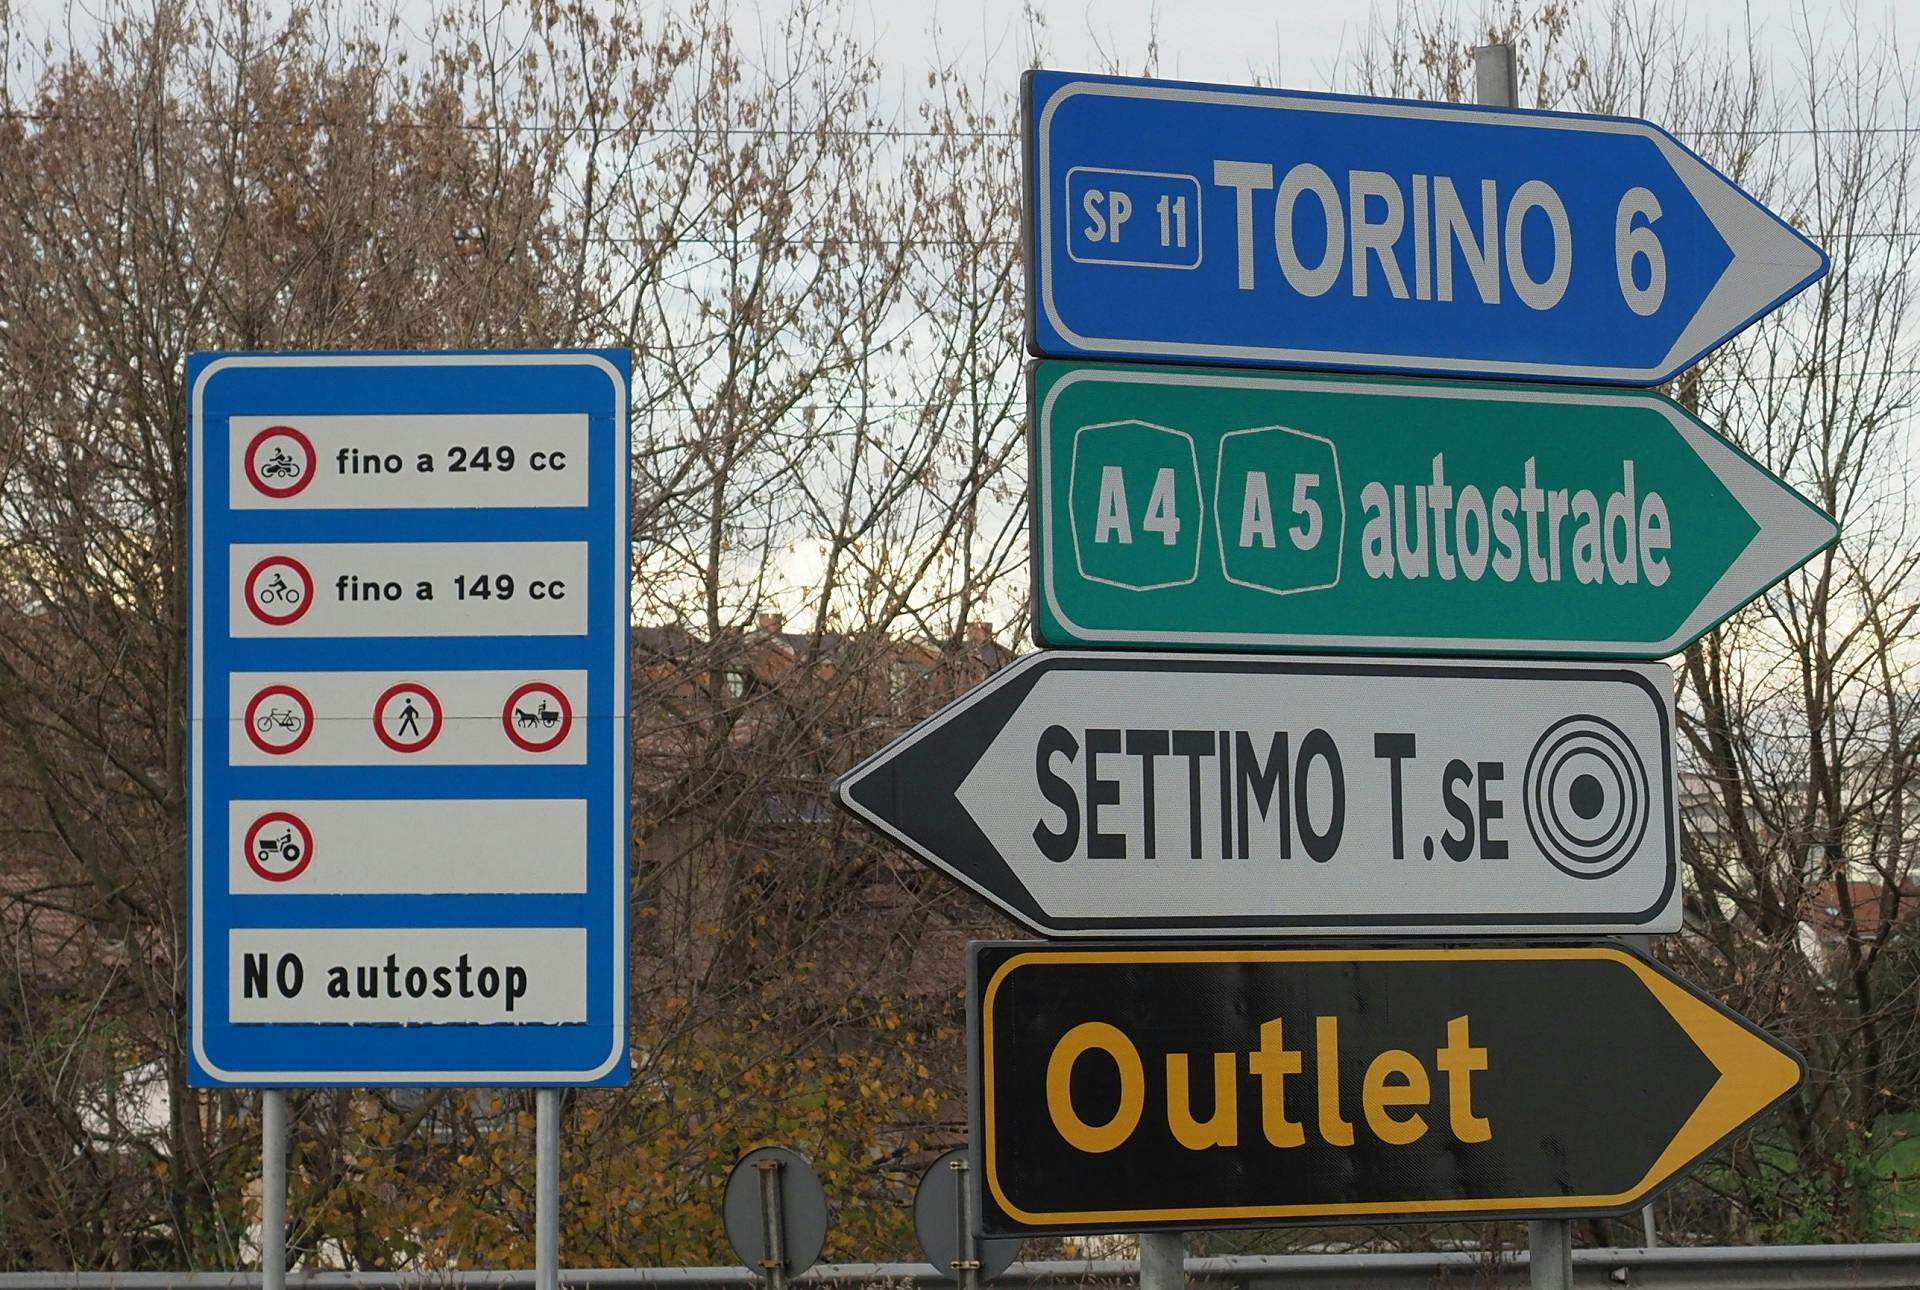 fino a 249 cc
fino a 149 cc
NO autostop
SP 11 TORINO 6
A4 A5 autostrade
SETTIMO T.SE
Outlet